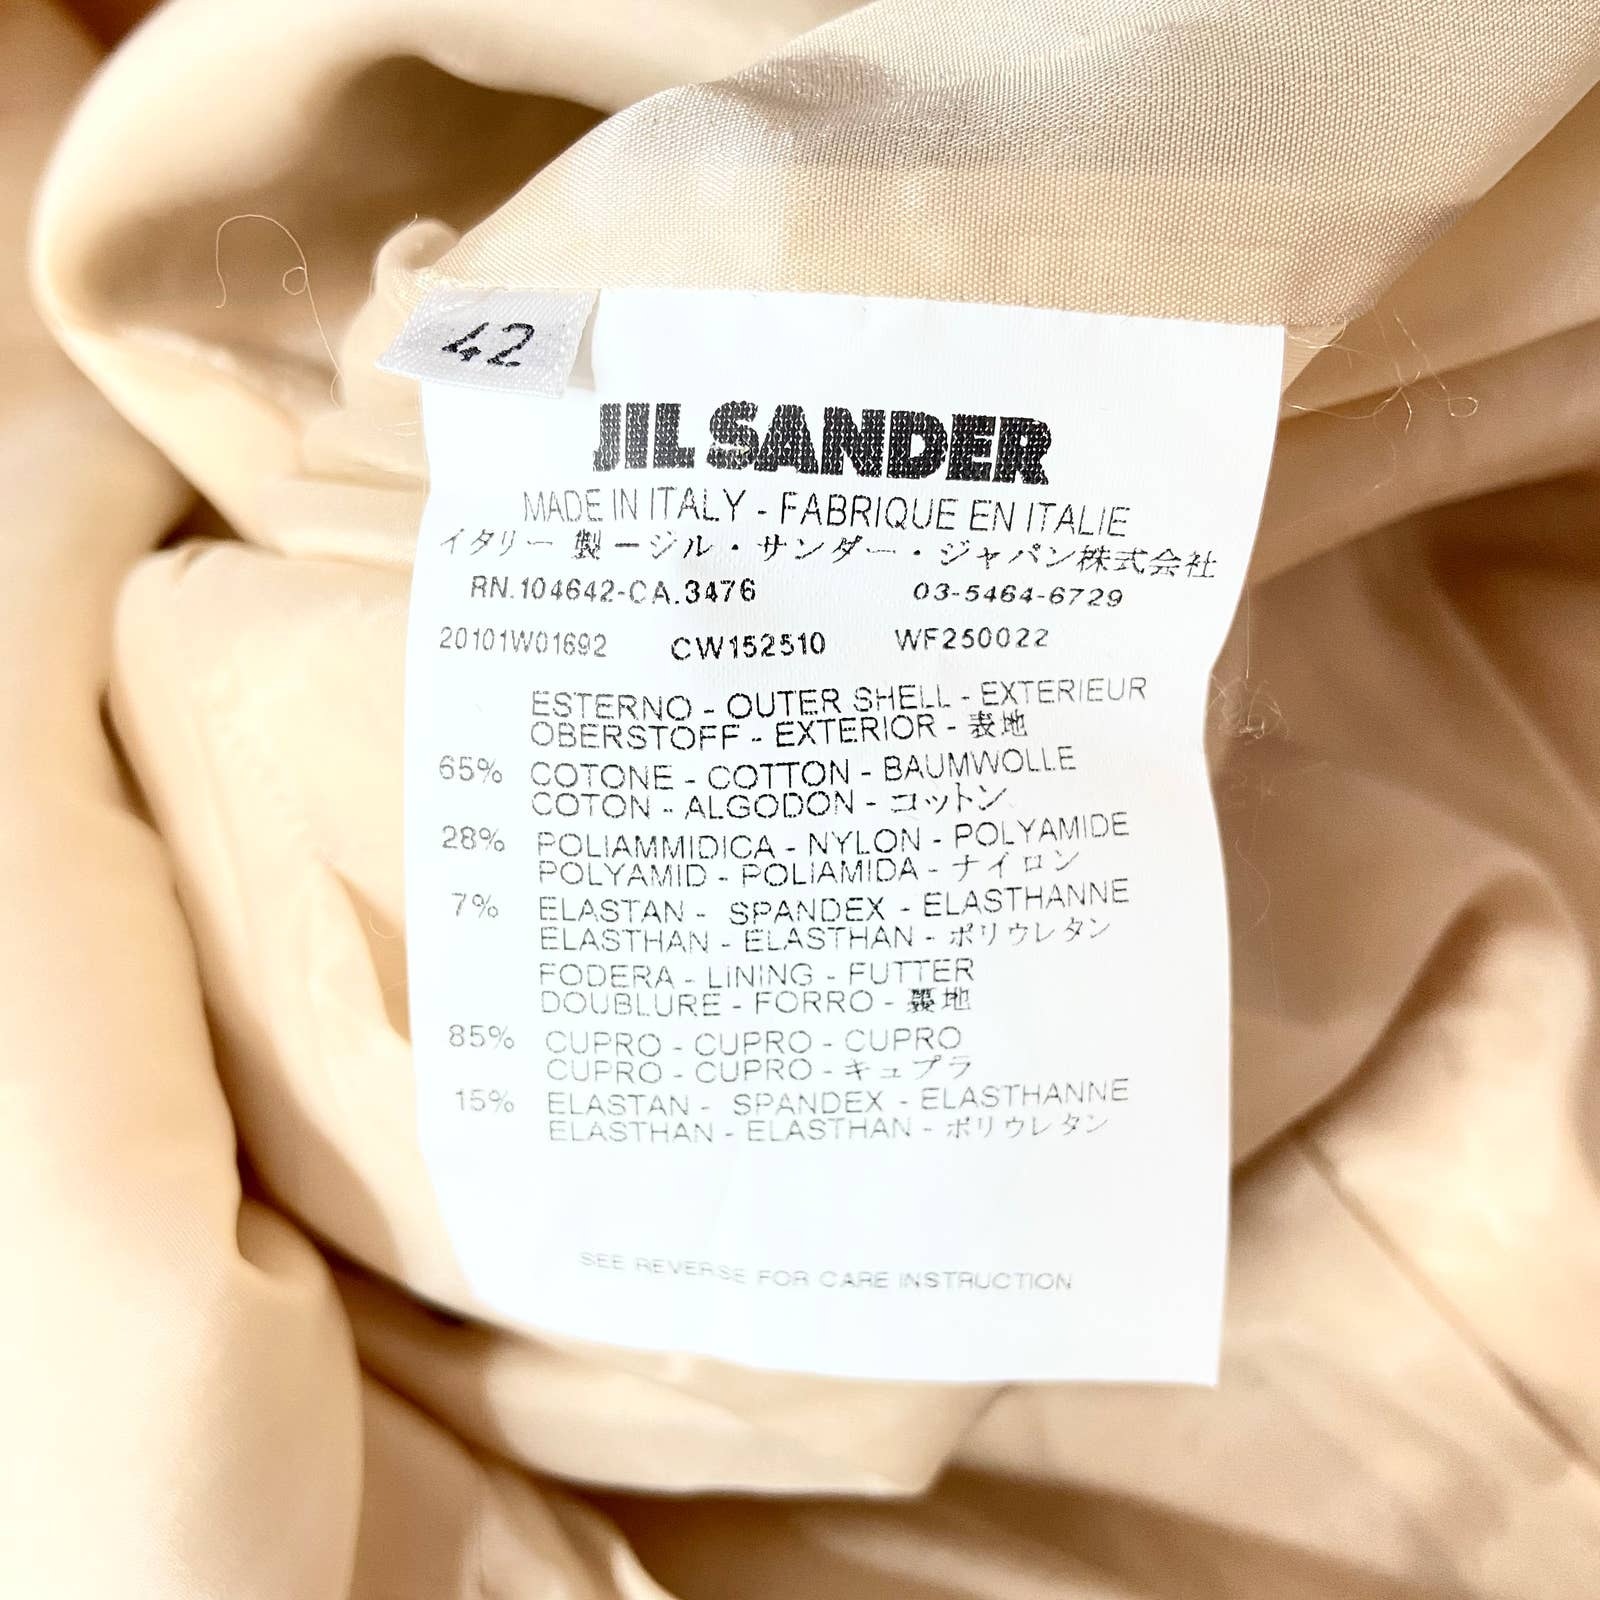 42
JIL SANDER
MADE IN ITALY - FABRIQUE EN ITALIE
イタリー 製 ージル・サンダー・ジャパン株式会社
RN.104642-CA.3476 03-5464-6729
20101W01692 CW152510 WF250022
ESTERNO - OUTER SHELL - EXTERIEUR
OBERSTOFF - EXTERIOR - 表地
65% COTONE - COTTON - BAUMWOLLE
COTON - ALGODON - コットン
28% POLIAMMIDICA - NYLON - POLYAMIDE
POLYAMID - POLIAMIDA - ナイロン
7% ELASTAN - SPANDEX - ELASTHANNE
ELASTHAN - ELASTHAN - ポリウレタン
FODERA - LINING - FUTTER
DOUBLURE - FORRO - 裏地
85% CUPRO - CUPRO - CUPRO
CUPRO - CUPRO - キュプラ
15% ELASTAN - SPANDEX - ELASTHANNE
ELASTHAN - ELASTHAN - ポリウレタン
SEE REVERSE FOR CARE INSTRUCTION